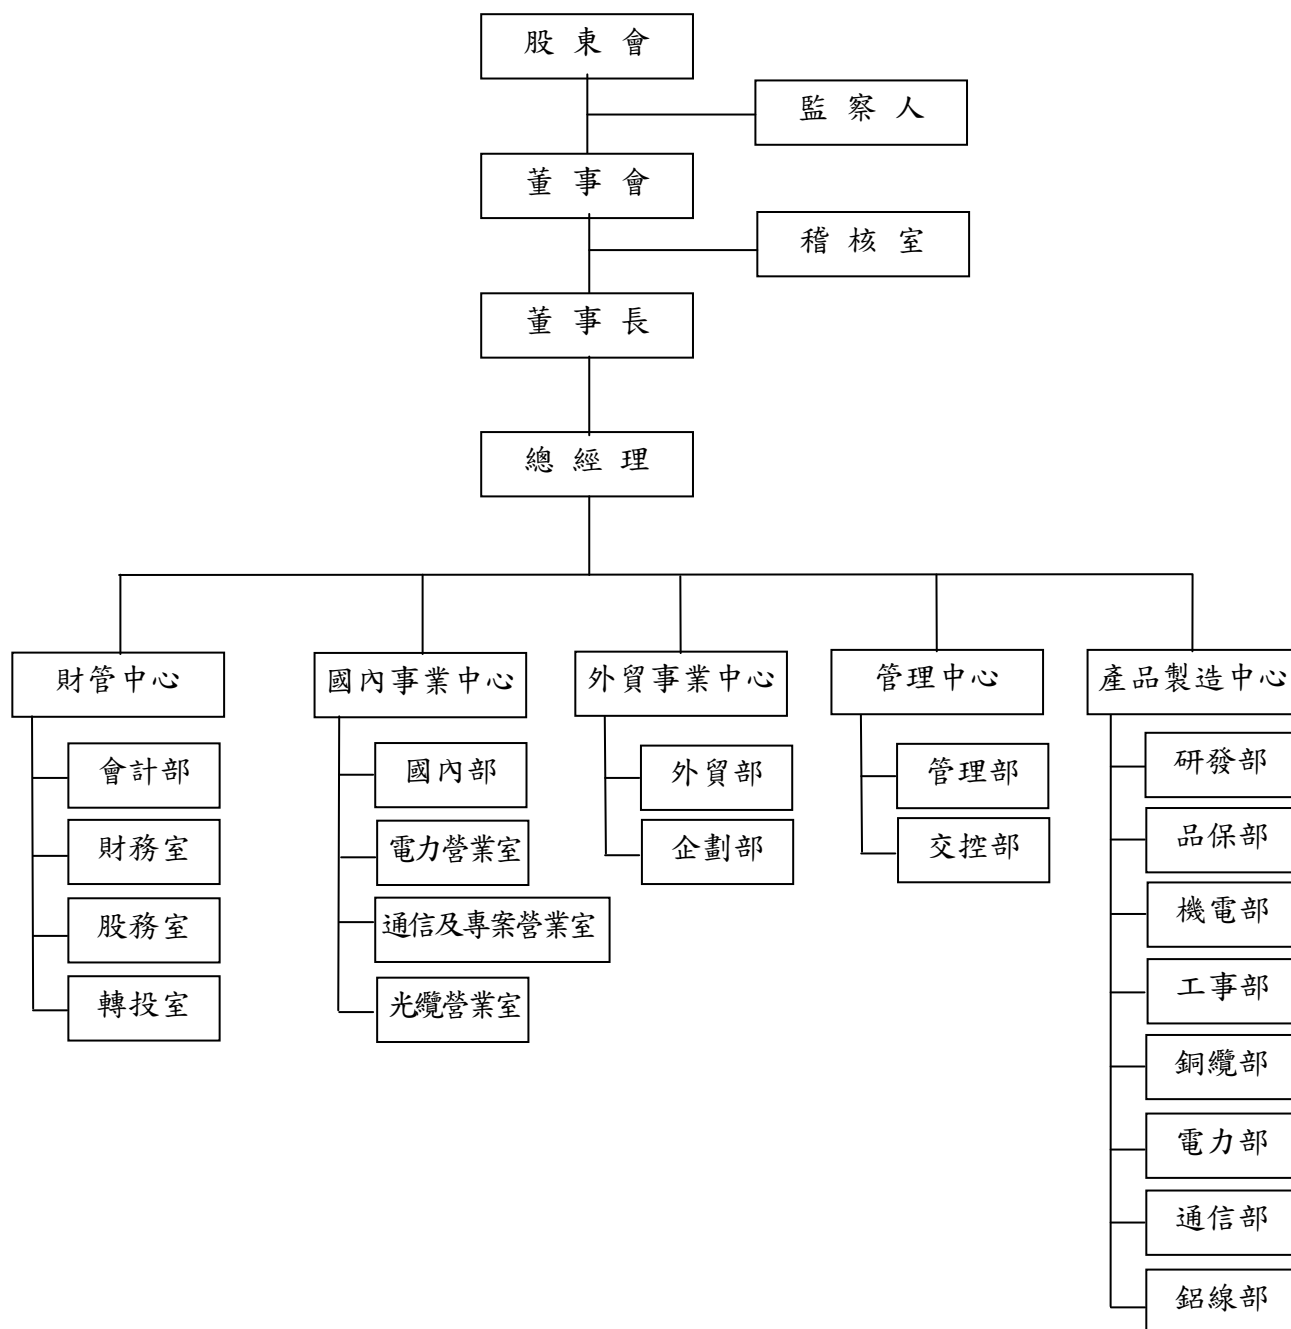 股東會
監察人
董事會
稽核室
董事長
總經理
財管中心
會計部
財務室
股務室
轉投室
國內事業中心
國內部
電力營業室
通信及專案營業室
光纜營業室
外貿事業中心
外貿部
企劃部
管理中心
管理部
交控部
產品製造中心
研發部
品保部
機電部
工事部
銅纜部
電力部
通信部
鋁線部